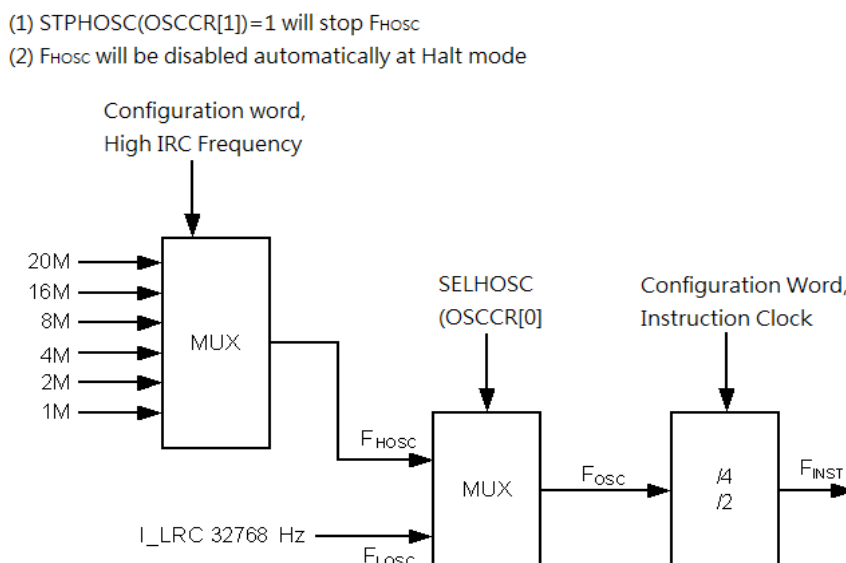 (1) STPHOSC(OSCCR[1])=1 will stop FHOSC
(2) FHOSC will be disabled automatically at Halt mode
Configuration word,
High IRC Frequency
20M
16M
8M
4M
2M
1M
MUX
FHOSC
I_LRC 32768 Hz
FLOSC
SELHOSC
(OSCCR[0]
MUX
FOSC
Configuration Word,
Instruction Clock
/4
/2
FINST